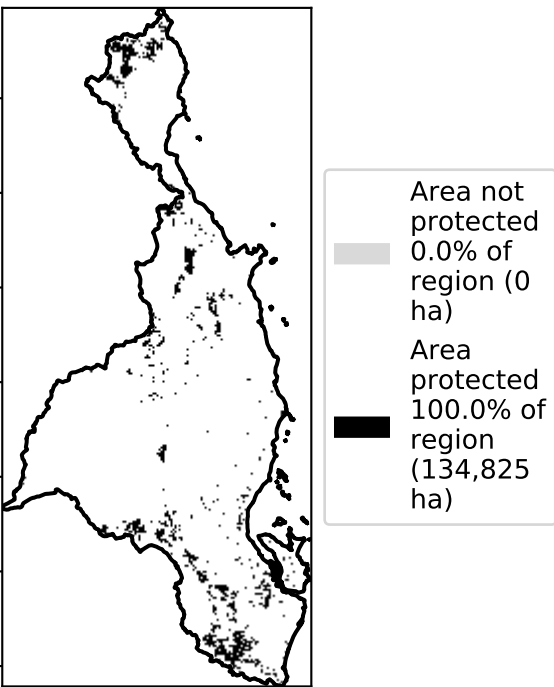 Area not
protected
0.0% of
region (0
ha)
Area
protected
100.0% of
region
(134,825
ha)